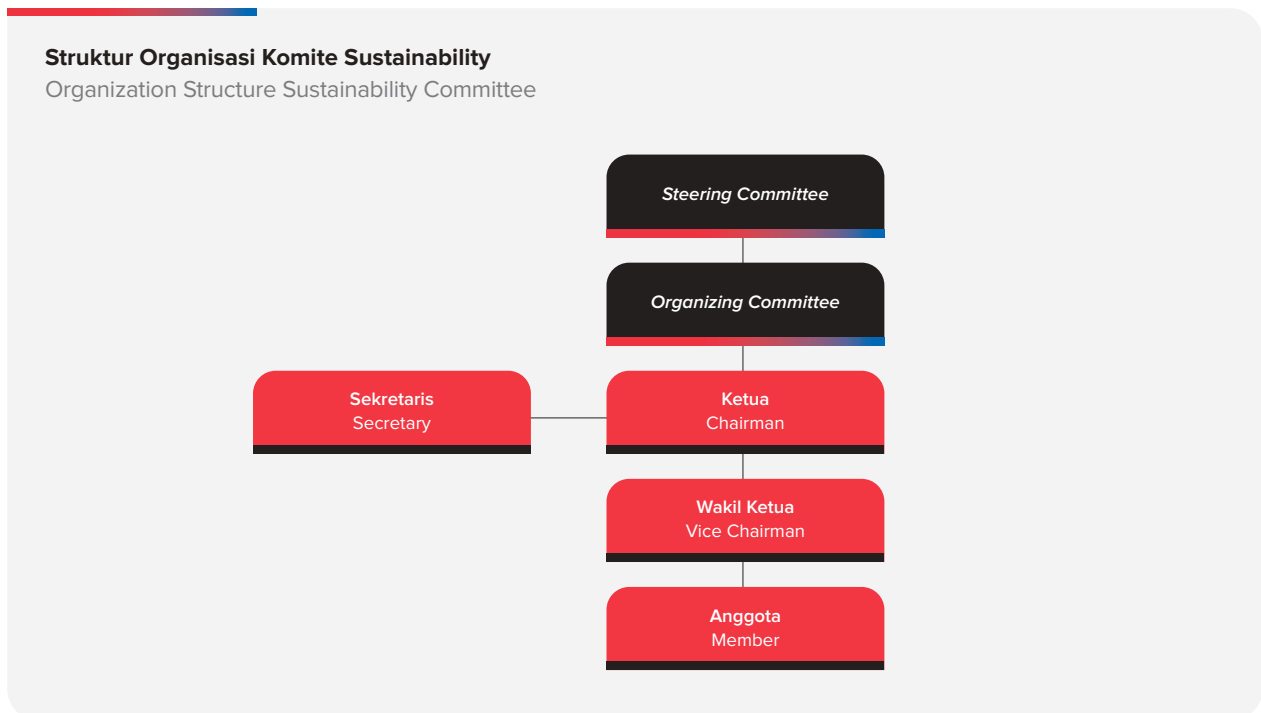 Struktur Organisasi Komite Sustainability
Organization Structure Sustainability Committee
Steering Committee
Organizing Committee
Sekretaris
Secretary
Ketua
Chairman
Wakil Ketua
Vice Chairman
Anggota
Member